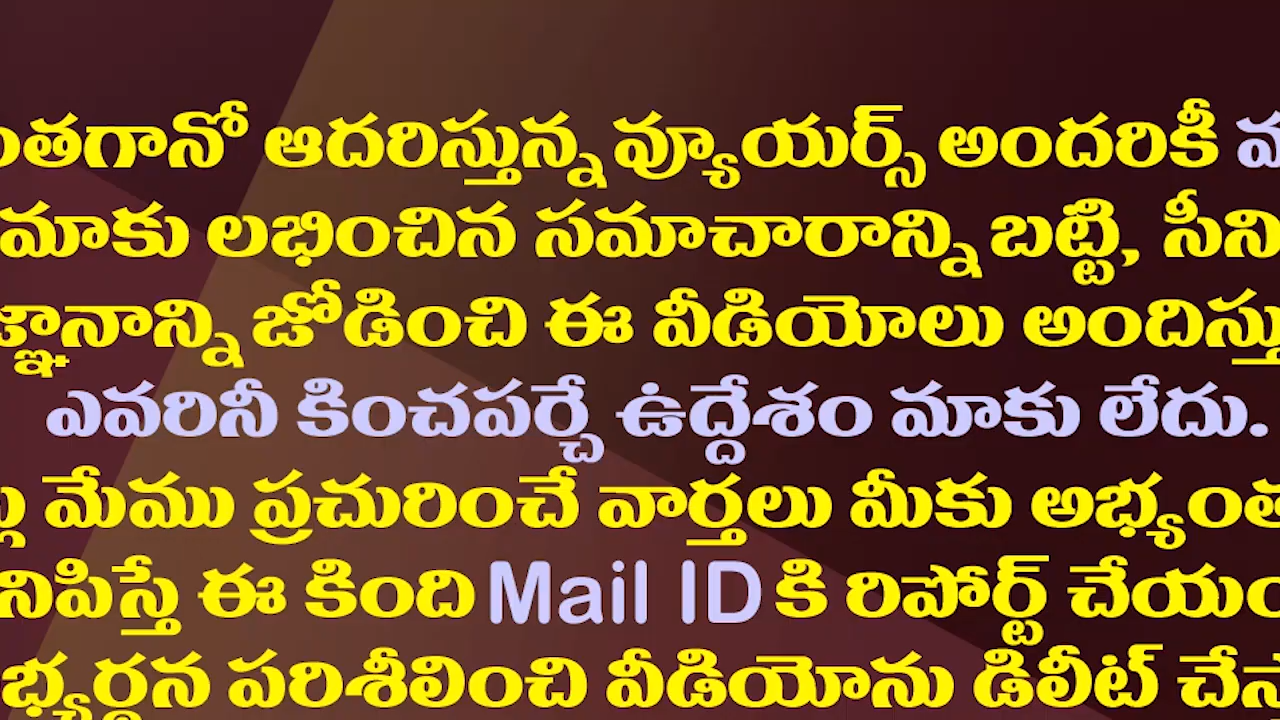 ంతగానో ఆదరిస్తున్న వ్యూయర్స్ అందరికీ
మాకు లభించిన సమాచారాన్ని బట్టి, సీని
జ్ఞానాన్ని జోడించి ఈ వీడియోలు అందిస్తు
ఎవరినీ కించపర్చే ఉద్దేశం మాకు లేదు.
మేము ప్రచురించే వార్తలు మీకు అభ్యంత
నిపిస్తే ఈ కింది Mail ID కి రిపోర్ట్ చేయం
భ్యర్థన పరిశీలించి వీడియోను డిలీట్ చేస